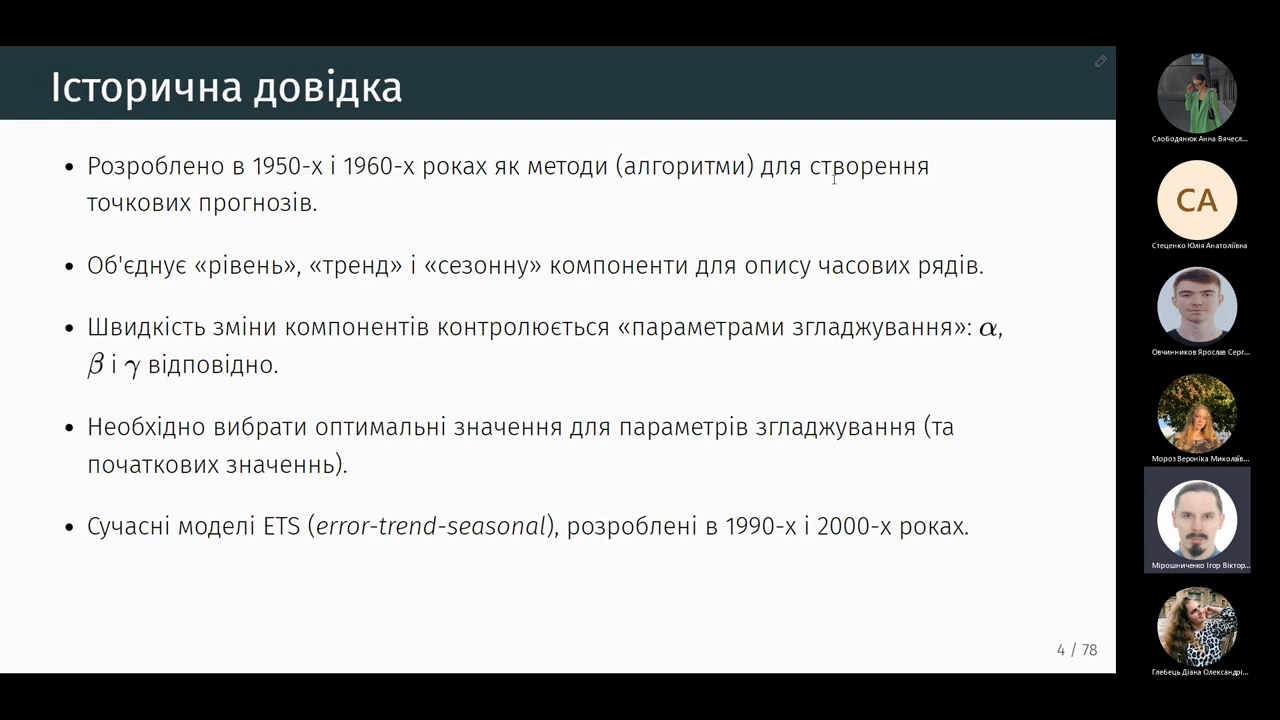 Історична довідка
• Розроблено в 1950-х і 1960-х роках як методи (алгоритми) для створення
точкових прогнозів.
• Об'єднує «рівень», «тренд» і «сезонну» компоненти для опису часових рядів.
• Швидкість зміни компонентів контролюється «параметрами згладжування»: α,
β і γ відповідно.
• Необхідно вибрати оптимальні значення для параметрів згладжування (та
початкових значеннь).
• Сучасні моделі ETS (error-trend-seasonal), розроблені в 1990-х і 2000-х роках.
4 / 78
Слободянюк Анна Вячесл...
СА
Стеценко Юлія Анатоліївна
Овчинников Ярослав Серг...
Мороз Вероніка Миколаїв...
Мірошниченко Ігор Віктор...
Глебець Діана Олександрі...